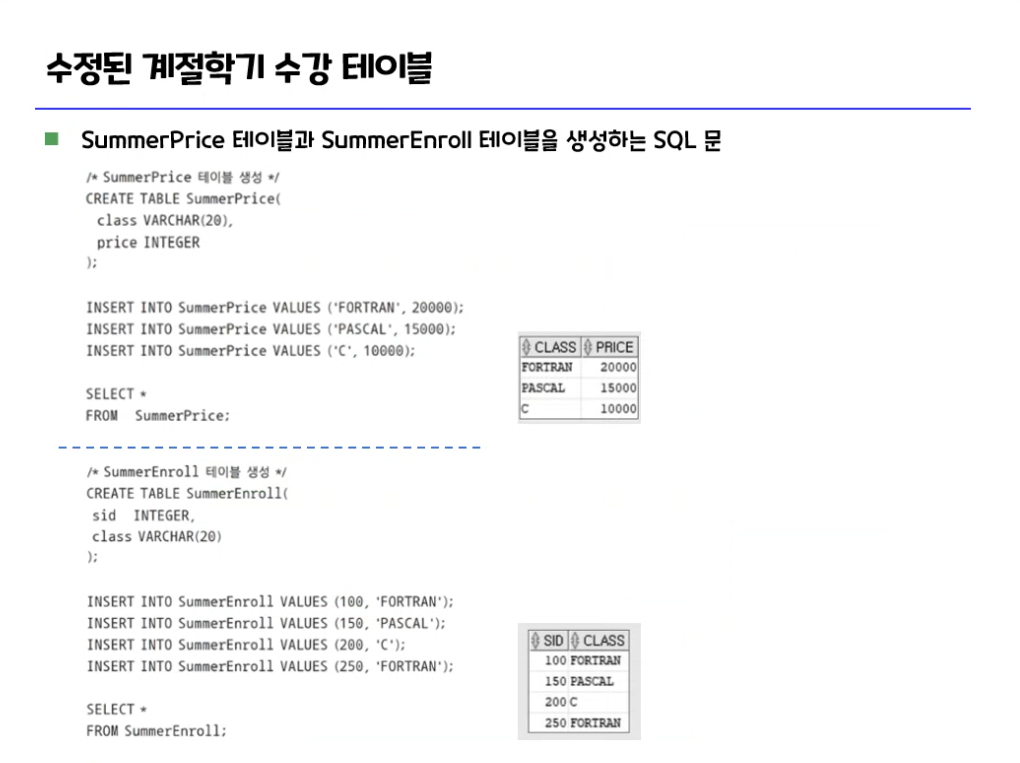 수정된 계절학기 수강 테이블
SummerPrice 테이블과 SummerEnroll 테이블을 생성하는 SQL 문
/* SummerPrice 테이블 생성 */
CREATE TABLE SummerPrice(
class VARCHAR(20),
price INTEGER
);
INSERT INTO SummerPrice VALUES ('FORTRAN', 20000);
INSERT INTO SummerPrice VALUES ('PASCAL', 15000);
INSERT INTO SummerPrice VALUES ('C', 10000);
SELECT *
FROM SummerPrice;
CLASS PRICE
FORTRAN 20000
PASCAL 15000
C 10000
/* SummerEnroll 테이블 생성 */
CREATE TABLE SummerEnroll(
sid INTEGER,
class VARCHAR(20)
);
INSERT INTO SummerEnroll VALUES (100, 'FORTRAN');
INSERT INTO SummerEnroll VALUES (150, 'PASCAL');
INSERT INTO SummerEnroll VALUES (200, 'C');
INSERT INTO SummerEnroll VALUES (250, 'FORTRAN');
SELECT *
FROM SummerEnroll;
SID CLASS
100 FORTRAN
150 PASCAL
200 C
250 FORTRAN